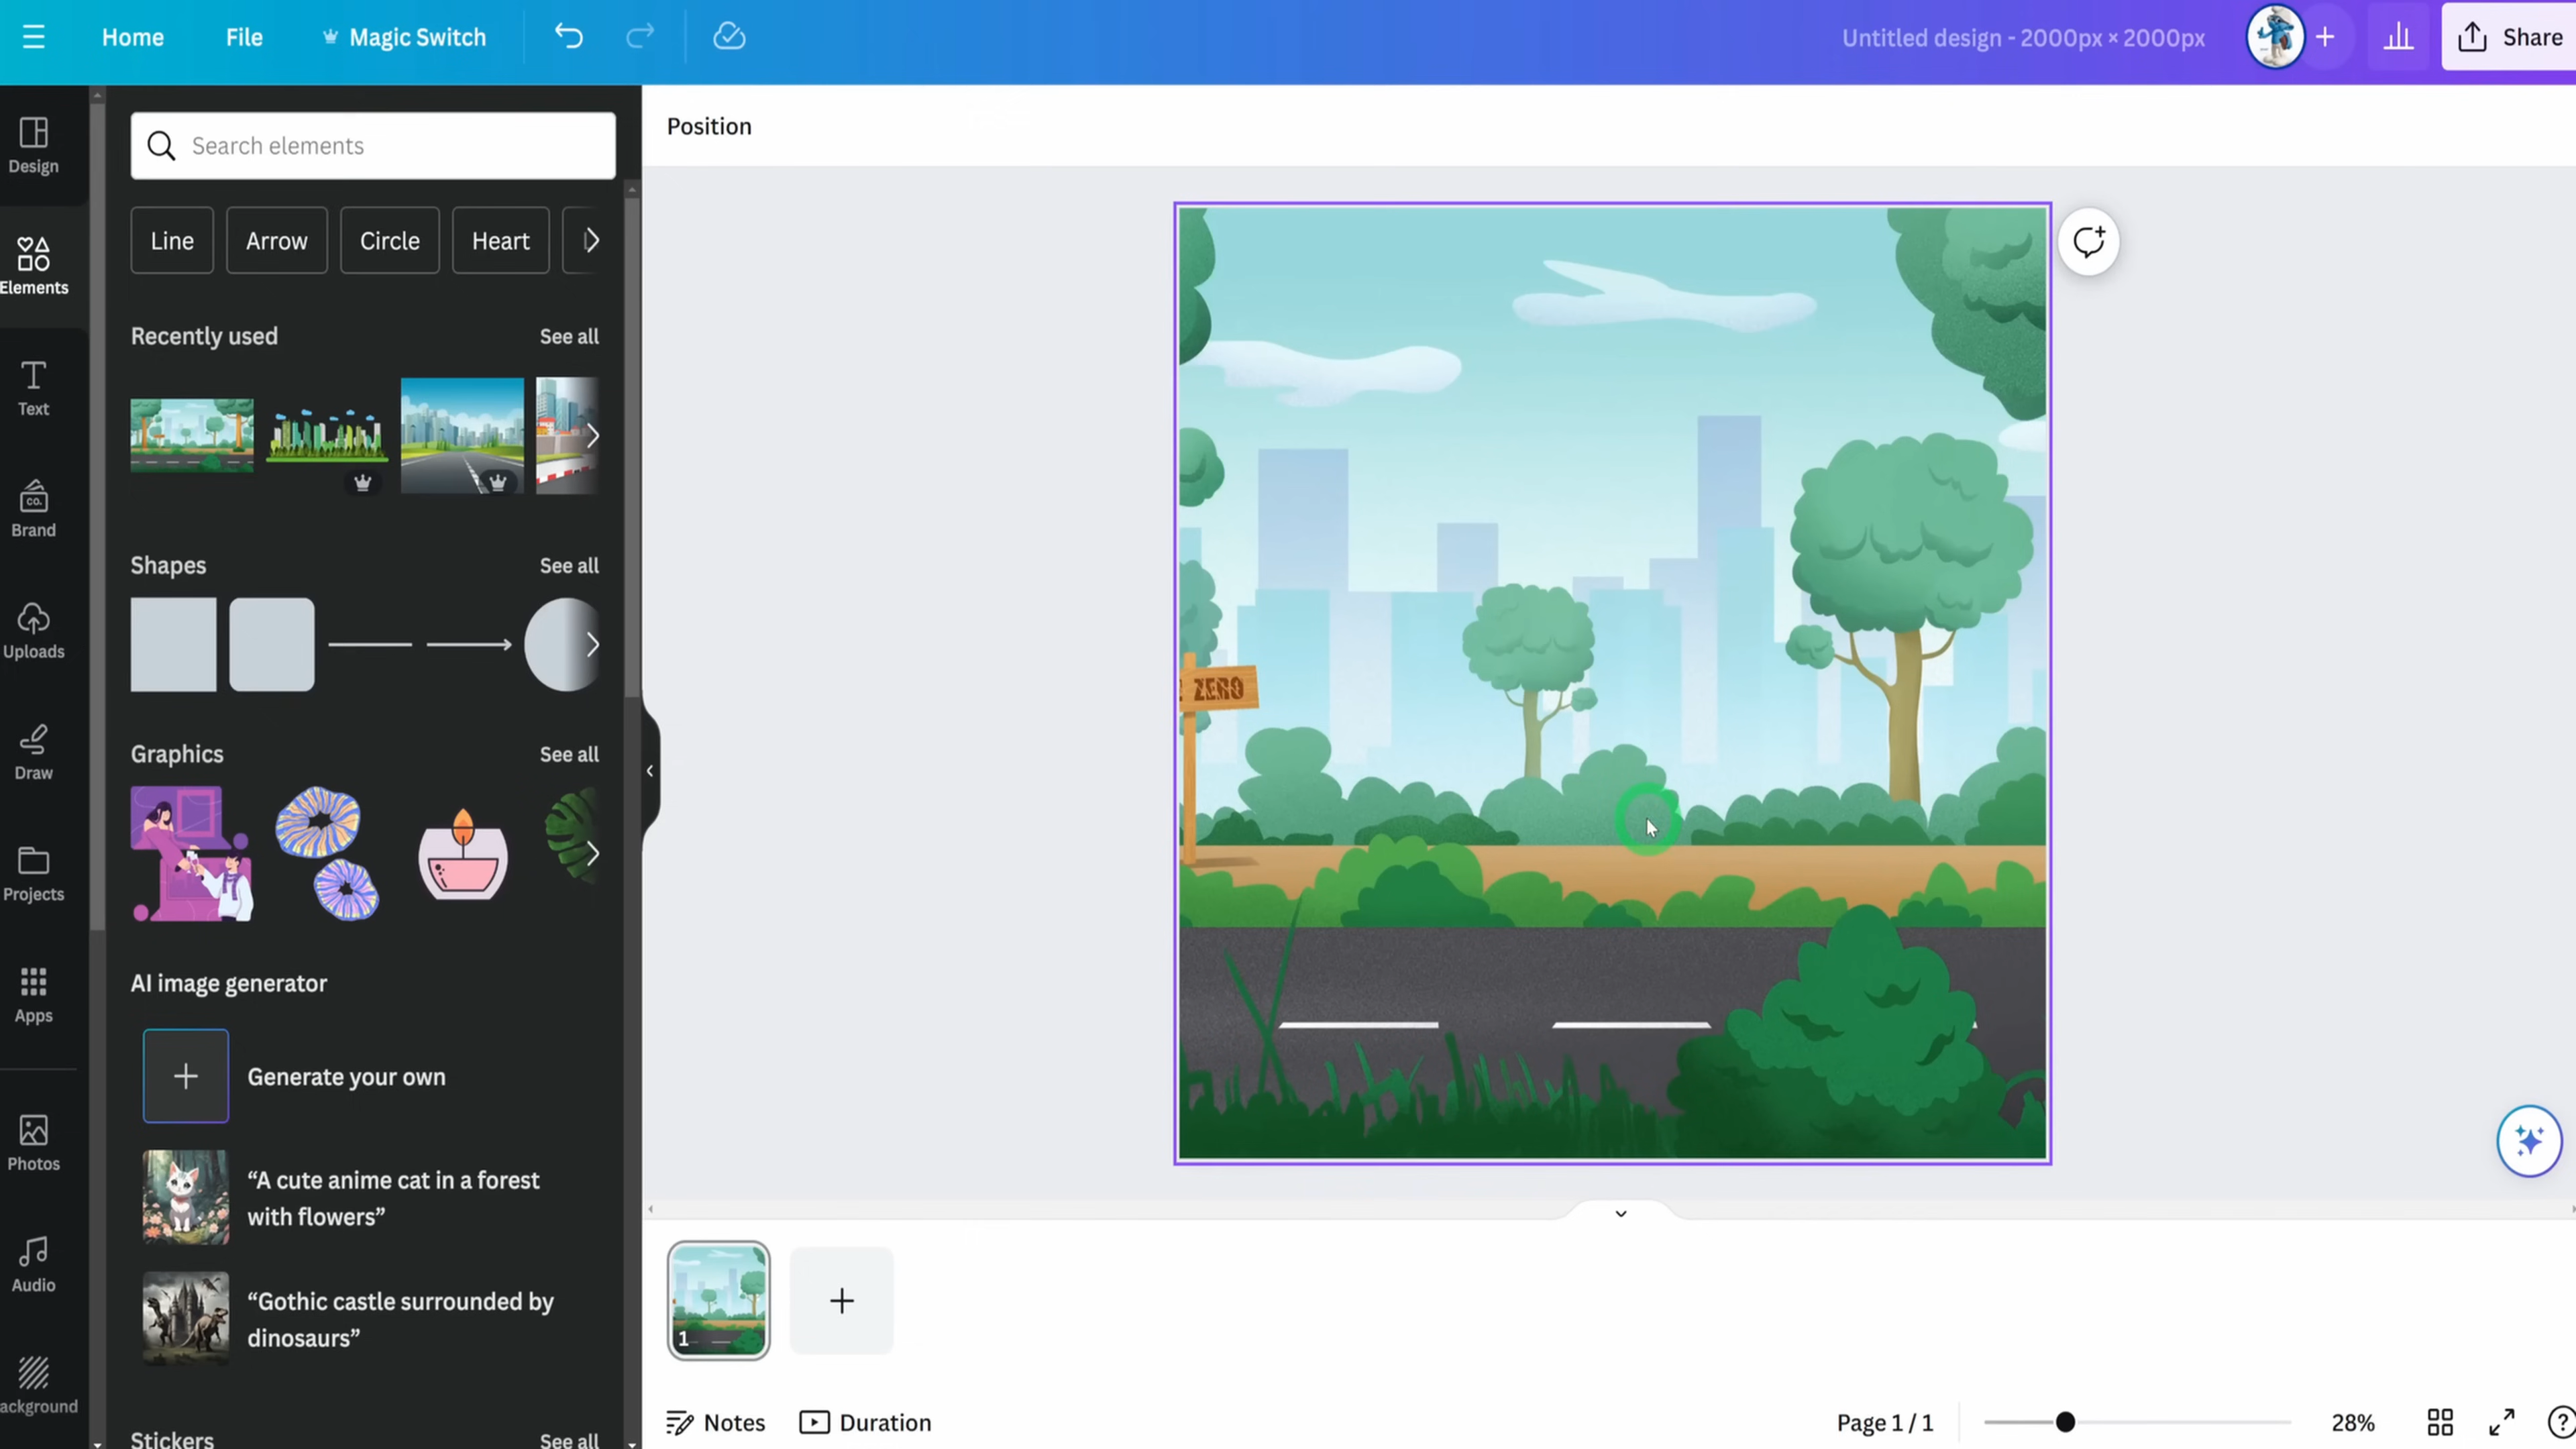 Home File Magic Switch Untitled design - 2000px × 2000px Share
Design
Elements
Text
Brand
CO.
Uploads
Draw
Projects
Apps
Photos
Audio
ackground
Search elements
Line Arrow Circle Heart
Recently used See all
Shapes See all
Graphics See all
AI image generator
Generate your own
“A cute anime cat in a forest
with flowers”
“Gothic castle surrounded by
dinosaurs”
Stickers See all
Position
ZERO
1
Notes Duration Page 1 / 1 28%